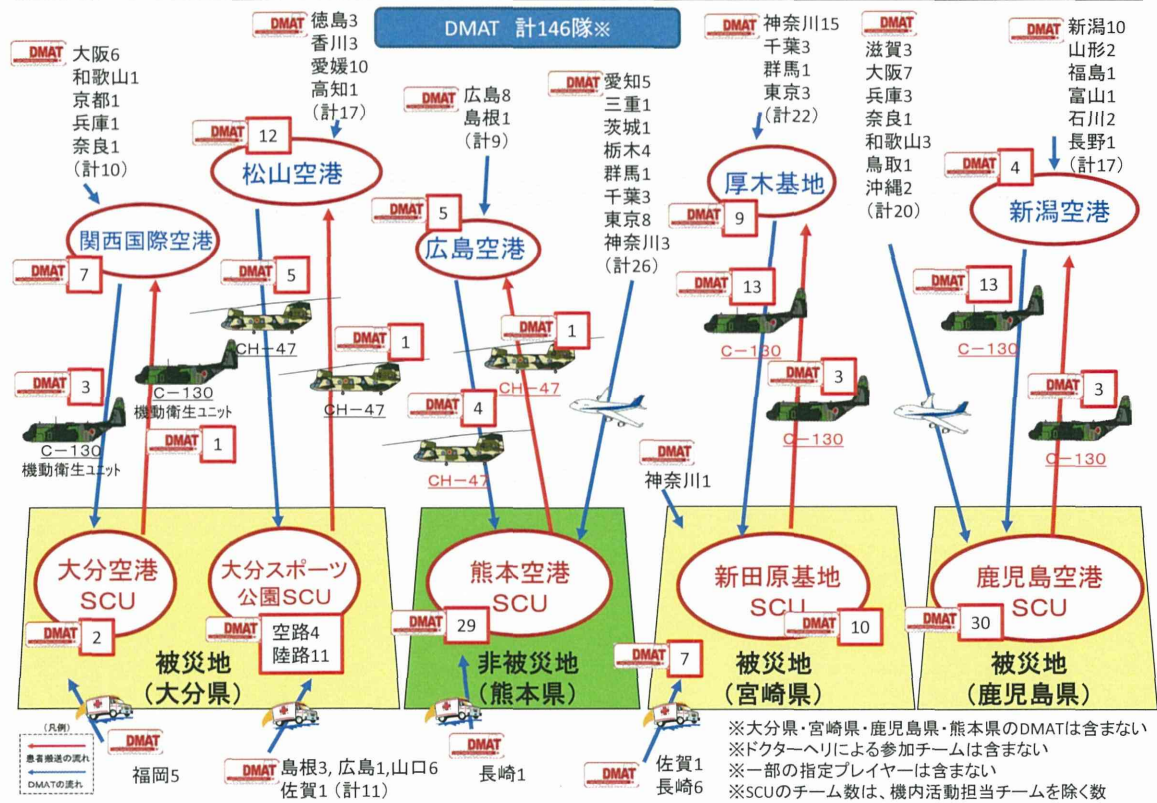 DMAT 計146隊※
DMAT
大阪6
和歌山1
京都1
兵庫1
奈良1
(計10)
関西国際空港
DMAT 7
DMAT
徳島3
香川3
愛媛10
高知1
(計17)
DMAT 12
松山空港
DMAT
広島8
島根1
(計9)
DMAT 5
広島空港
DMAT
愛知5
三重1
茨城1
栃木4
群馬1
千葉3
東京8
神奈川3
(計26)
DMAT
神奈川15
千葉3
群馬1
東京3
(計22)
厚木基地
DMAT 9
DMAT
滋賀3
大阪7
兵庫3
奈良1
和歌山3
鳥取1
沖縄2
(計20)
DMAT
新潟10
山形2
福島1
富山1
石川2
長野1
(計17)
DMAT 4
新潟空港
DMAT 3
C-130
機動衛生ユニット
C-130
機動衛生ユニット
DMAT 1
DMAT 5
CH-47
DMAT 1
CH-47
DMAT 4
CH-47
DMAT 1
CH-47
DMAT 13
C-130
DMAT 3
C-130
DMAT 13
C-130
DMAT 3
C-130
DMAT
神奈川1
大分空港
SCU
DMAT 2
大分スポーツ
公園SCU
DMAT
空路4
陸路11
被災地
(大分県)
熊本空港
SCU
DMAT 29
非被災地
(熊本県)
新田原基地
SCU
DMAT 10
DMAT 7
被災地
(宮崎県)
鹿児島空港
SCU
DMAT 30
被災地
(鹿児島県)
(凡例)
患者搬送の流れ
DMATの流れ
DMAT
福岡5
DMAT
島根3, 広島1,山口6
佐賀1 (計11)
DMAT
長崎1
DMAT
佐賀1
長崎6
※大分県・宮崎県・鹿児島県・熊本県のDMATは含まない
※ドクターヘリによる参加チームは含まない
※一部の指定プレイヤーは含まない
※SCUのチーム数は、機内活動担当チームを除く数